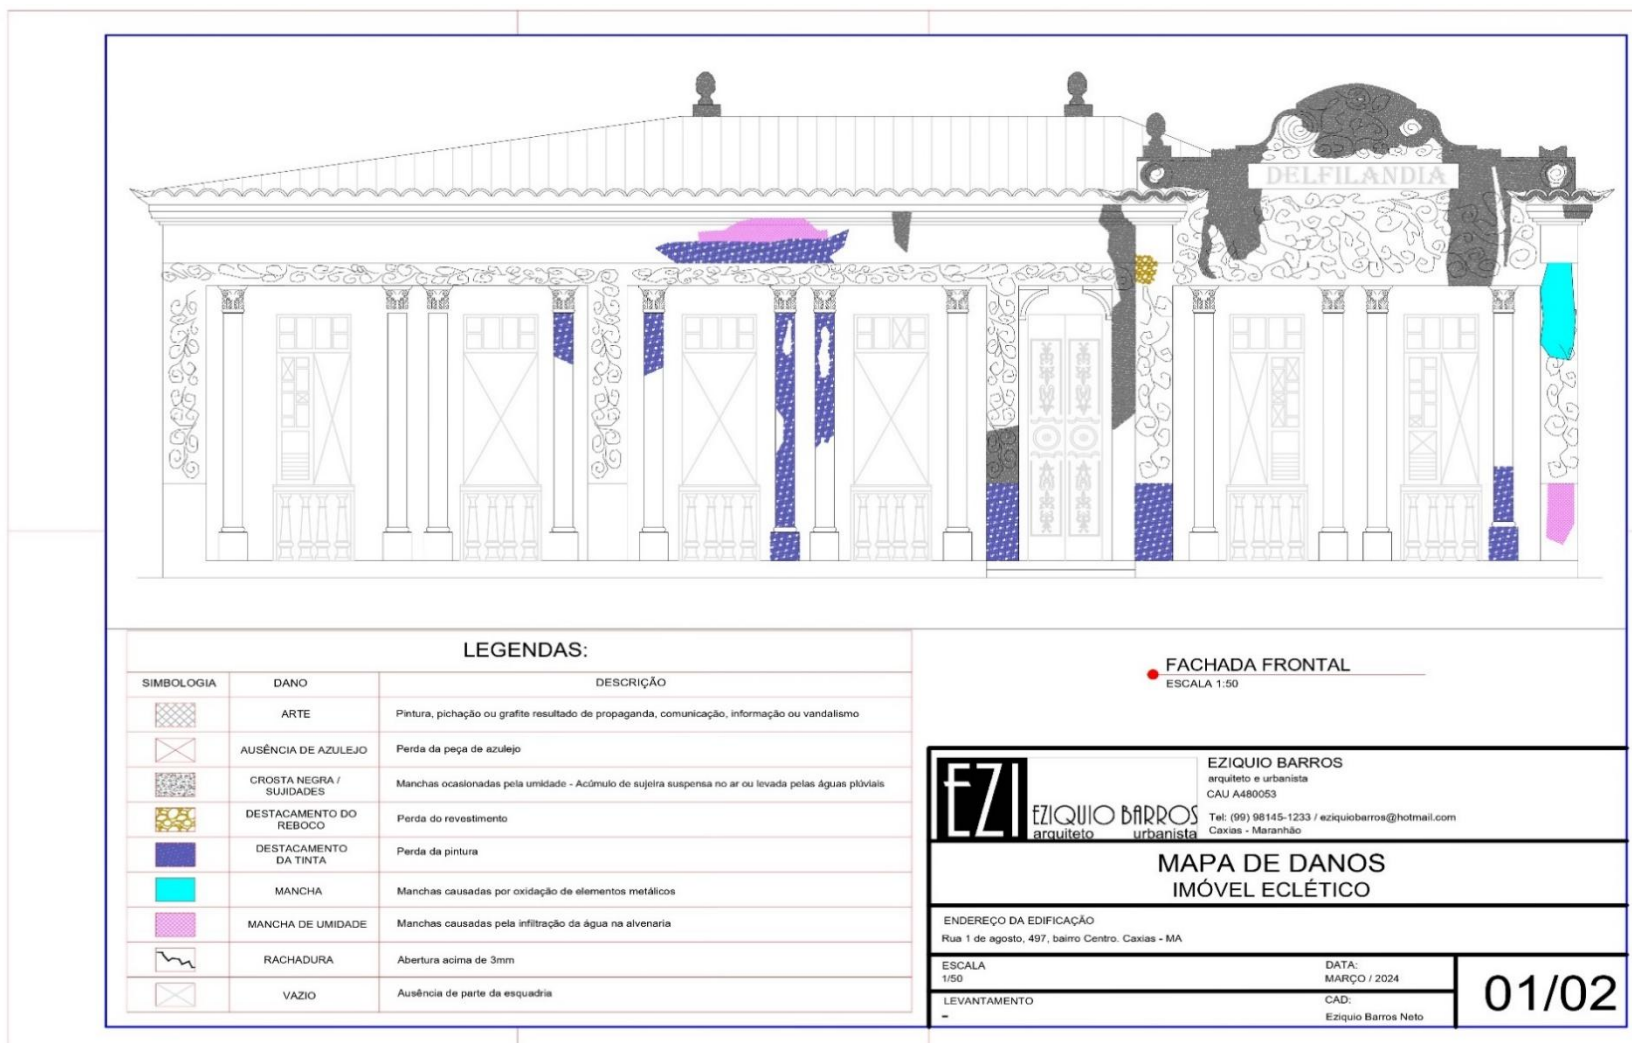 DELFILANDIA
LEGENDAS:
SIMBOLOGIA DANO DESCRIÇÃO
ARTE Pintura, pichação ou grafite resultado de propaganda, comunicação, informação ou vandalismo
AUSÊNCIA DE AZULEJO Perda da peça de azulejo
CROSTA NEGRA /
SUJIDADES
Manchas ocasionadas pela umidade - Acúmulo de sujeira suspensa no ar ou levada pelas águas plúviais
DESTACAMENTO DO
REBOCO
Perda do revestimento
DESTACAMENTO
DA TINTA
Perda da pintura
MANCHA Manchas causadas por oxidação de elementos metálicos
MANCHA DE UMIDADE Manchas causadas pela infiltração da água na alvenaria
RACHADURA Abertura acima de 3mm
VAZIO Ausência de parte da esquadria
FACHADA FRONTAL
ESCALA 1:50
EZI
EZIQUIO BARROS
arquiteto urbanista
EZIQUIO BARROS
arquiteto e urbanista
CAU A480053
Tel: (99) 98145-1233 / eziquiobarros@hotmail.com
Caxias - Maranhão
MAPA DE DANOS
IMÓVEL ECLÉTICO
ENDEREÇO DA EDIFICAÇÃO
Rua 1 de agosto, 497, bairro Centro. Caxias - MA
ESCALA
1/50
DATA:
MARÇO / 2024
LEVANTAMENTO
–
CAD:
Eziquio Barros Neto
01/02